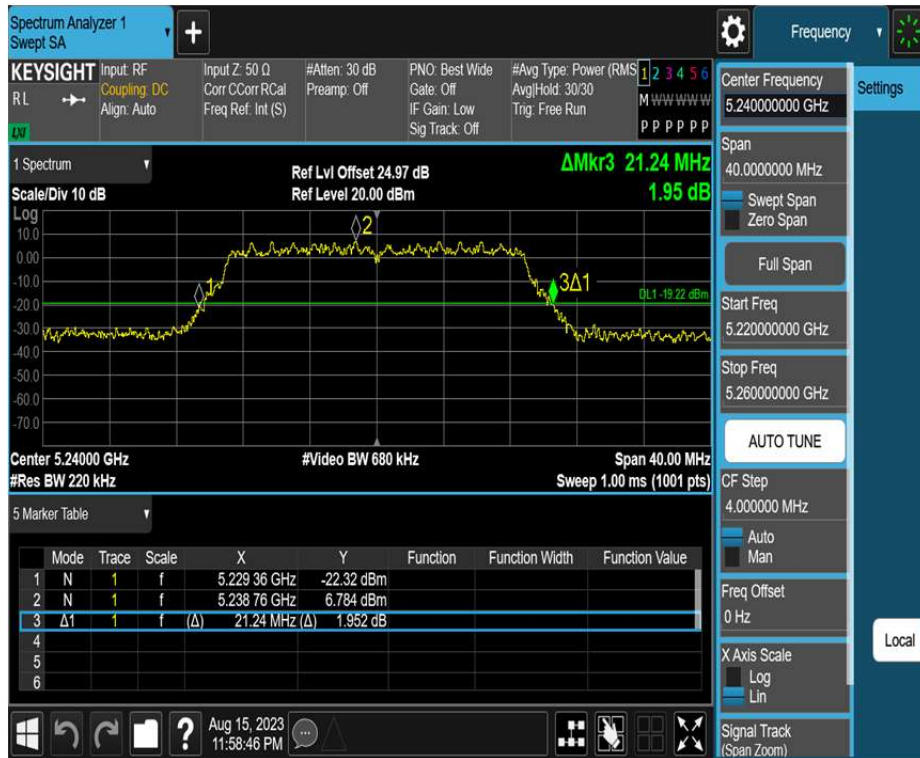 Spectrum Analyzer 1
Swept SA
+
Frequency
KEYSIGHT
RL
LXI
Input: RF
Coupling: DC
Align: Auto
Input Z: 50 Ω
Corr CCorr RCal
Freq Ref: Int (S)
#Atten: 30 dB
Preamp: Off
PNO: Best Wide
Gate: Off
IF Gain: Low
Sig Track: Off
#Avg Type: Power (RMS
Avg|Hold: 30/30
Trig: Free Run
1 2 3 4 5 6
M W W W W W
P P P P P P
1 Spectrum
Scale/Div 10 dB
Ref Lvl Offset 24.97 dB
Ref Level 20.00 dBm
ΔMkr3 21.24 MHz
1.95 dB
Log
10.0
0.00
-10.0
-20.0
-30.0
-40.0
-50.0
-60.0
-70.0
2
1
3Δ1
DL1 -19.22 dBm
Center 5.24000 GHz
#Res BW 220 kHz
#Video BW 680 kHz
Span 40.00 MHz
Sweep 1.00 ms (1001 pts)
5 Marker Table
Mode Trace Scale X Y Function Function Width Function Value
1 N 1 f 5.229 36 GHz -22.32 dBm
2 N 1 f 5.238 76 GHz 6.784 dBm
3 Δ1 1 f (Δ) 21.24 MHz (Δ) 1.952 dB
4
5
6
?
Aug 15, 2023
11:58:46 PM
Center Frequency
5.240000000 GHz
Span
40.0000000 MHz
Swept Span
Zero Span
Full Span
Start Freq
5.220000000 GHz
Stop Freq
5.260000000 GHz
AUTO TUNE
CF Step
4.000000 MHz
Auto
Man
Freq Offset
0 Hz
X Axis Scale
Log
Lin
Signal Track
(Span Zoom)
Settings
Local